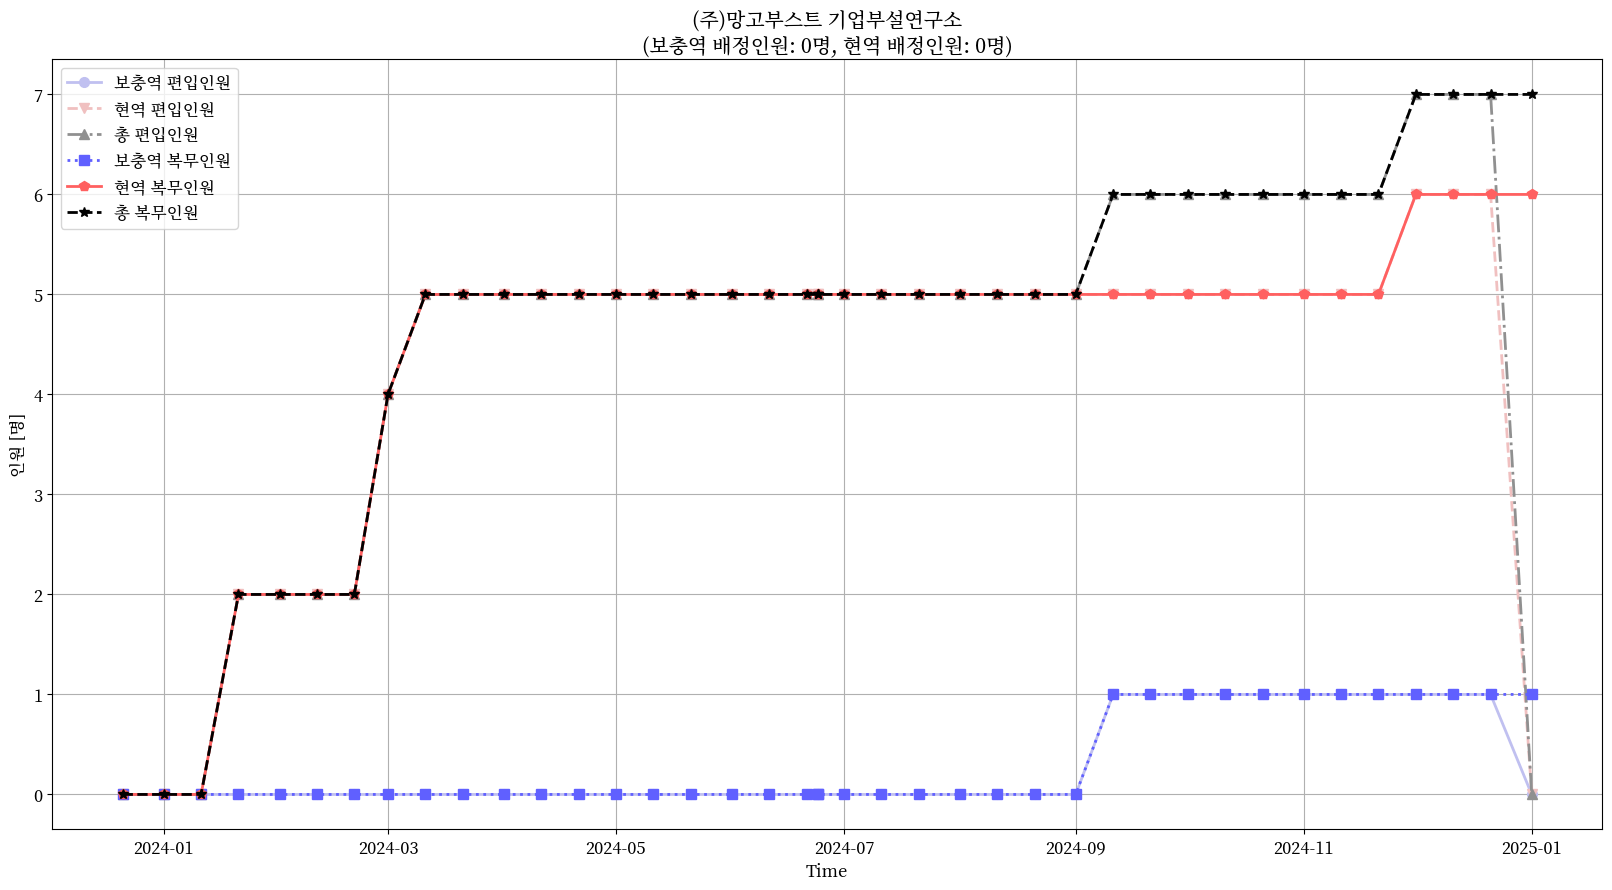 (주)망고부스트 기업부설연구소
(보충역 배정인원: 0명, 현역 배정인원: 0명)
보충역 편입인원
현역 편입인원
총 편입인원
보충역 복무인원
현역 복무인원
총 복무인원
인원 [명]
7
6
5
4
3
2
1
0
2024-01
2024-03
2024-05
2024-07
2024-09
2024-11
2025-01
Time